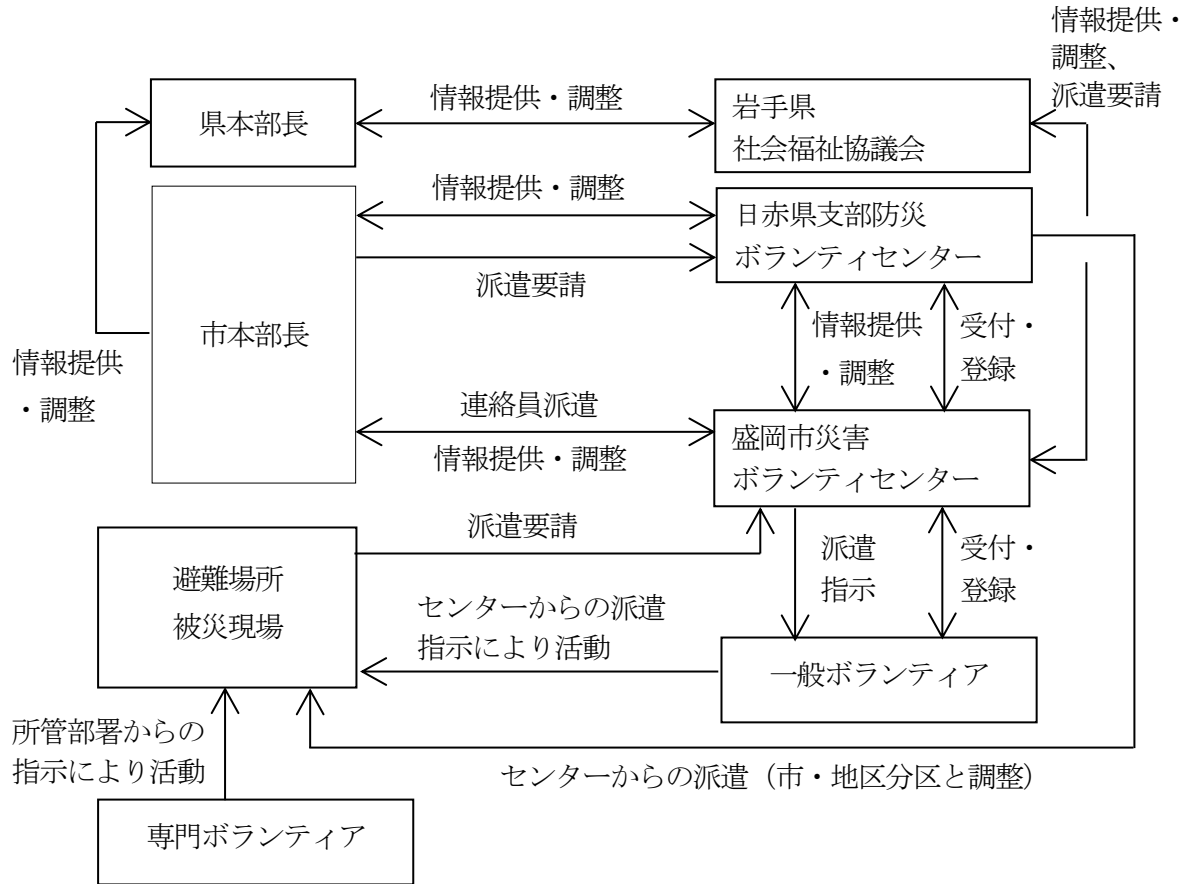 情報提供・
調整、
派遣要請
県本部長
情報提供・調整
岩手県
社会福祉協議会
情報提供・調整
日赤県支部防災
ボランティセンター
派遣要請
市本部長
情報提供
・調整
情報提供
・調整
受付・
登録
連絡員派遣
情報提供・調整
盛岡市災害
ボランティセンター
派遣要請
避難場所
被災現場
派遣
指示
受付・
登録
センターからの派遣
指示により活動
一般ボランティア
所管部署からの
指示により活動
センターからの派遣（市・地区分区と調整）
専門ボランティア